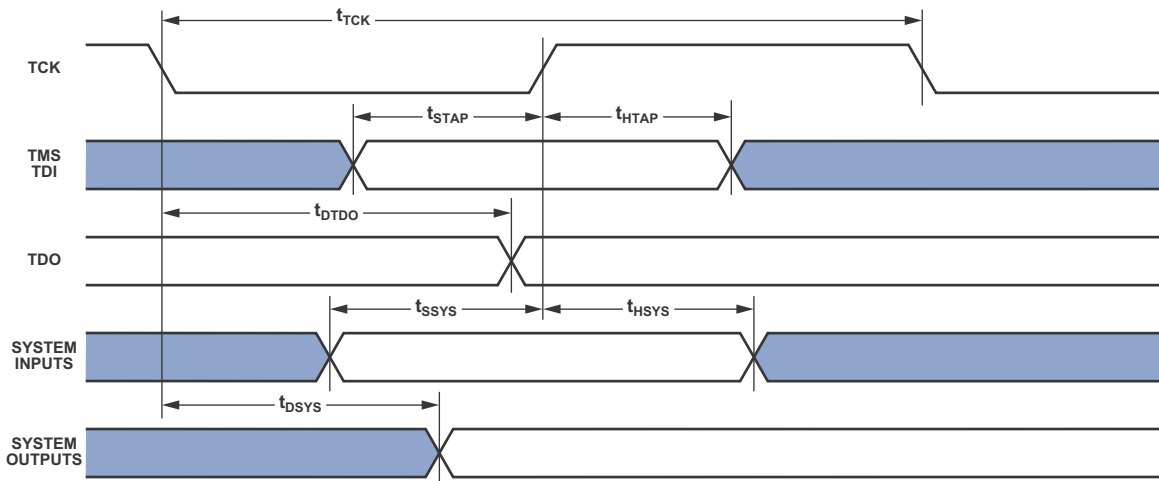 tTCK
TCK
tSTAP
tHTAP
TMS
TDI
tDTDO
TDO
tSSYS
tHSYS
SYSTEM
INPUTS
tDSYS
SYSTEM
OUTPUTS